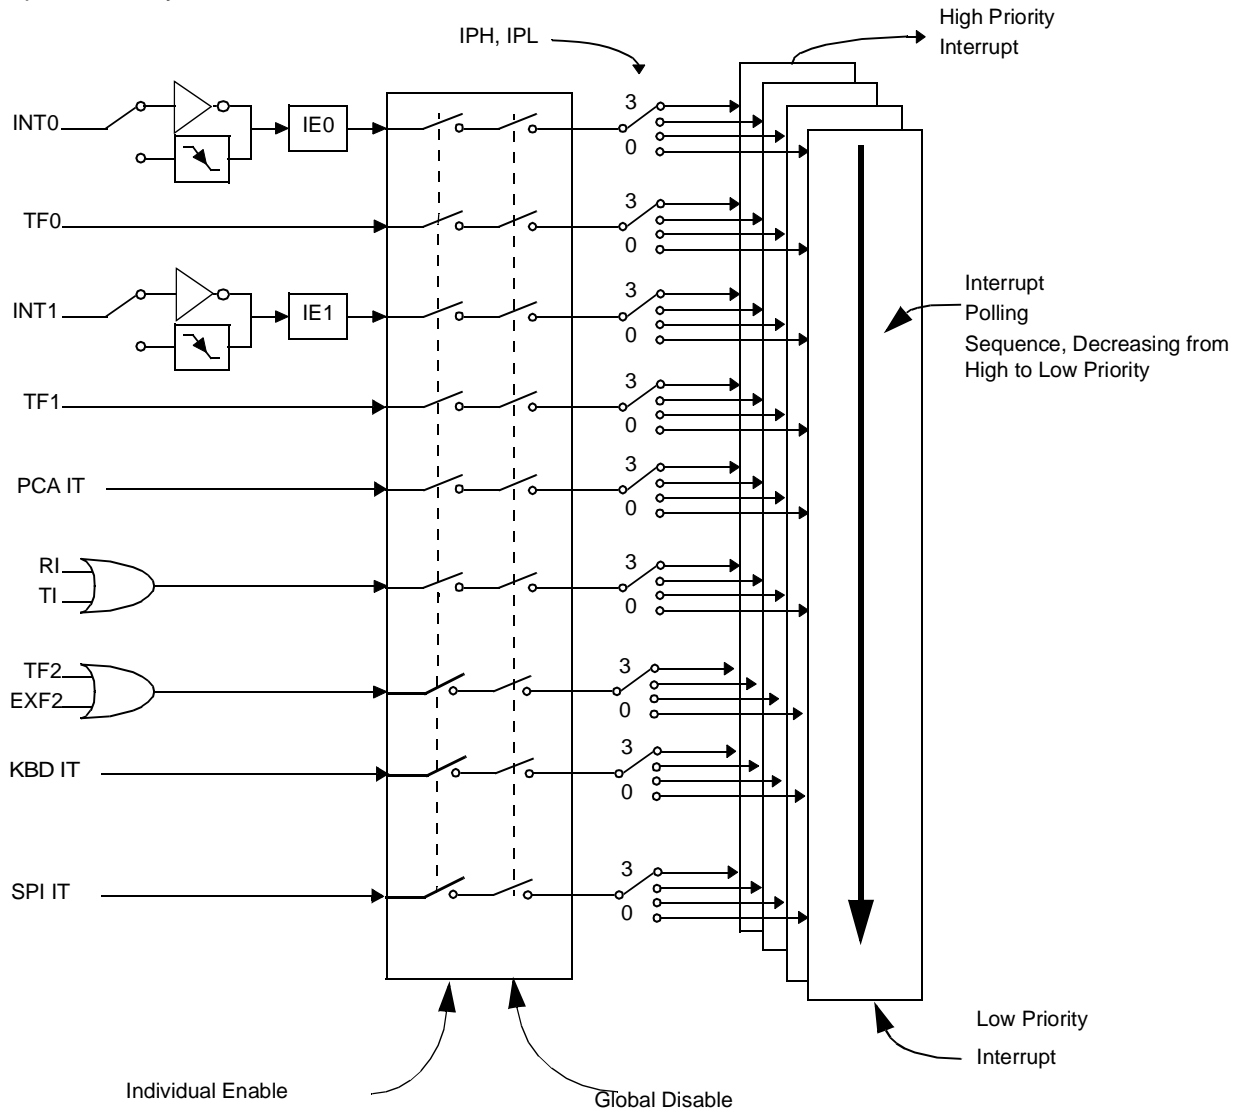 IPH, IPL
High Priority
Interrupt
3
INT0
IE0
0
3
TF0
0
3
INT1
IE1
Interrupt
Polling
Sequence, Decreasing from
High to Low Priority
3
TF1
0
3
PCA IT
0
3
RI
TI
0
3
TF2
EXF2
0
3
KBD IT
0
3
SPI IT
0
Low Priority
Interrupt
Individual Enable
Global Disable